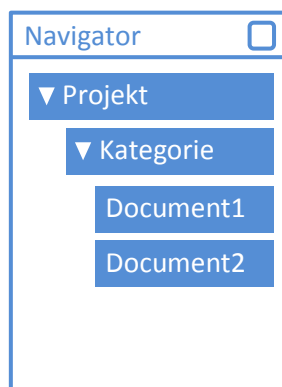 Navigator
Projekt
Kategorie
Document1
Document2